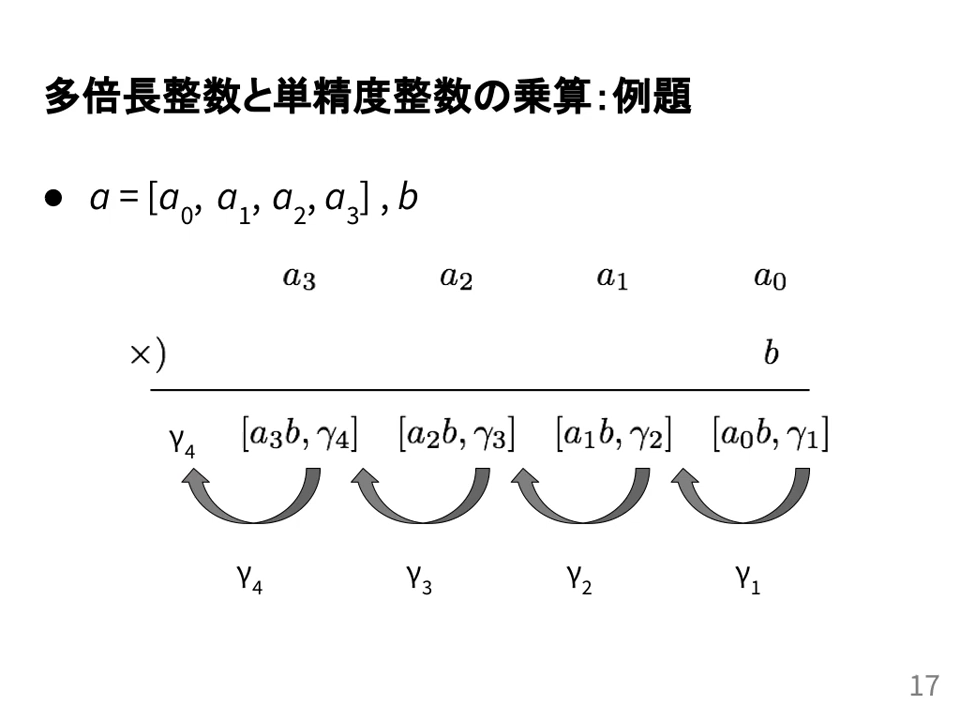 多倍長整数と単精度整数の乗算：例題
● a = [a₀, a₁, a₂, a₃] , b
a₃ a₂ a₁ a₀
×) b
γ₄ [a₃b, γ₄] [a₂b, γ₃] [a₁b, γ₂] [a₀b, γ₁]
γ₄ γ₃ γ₂ γ₁
17